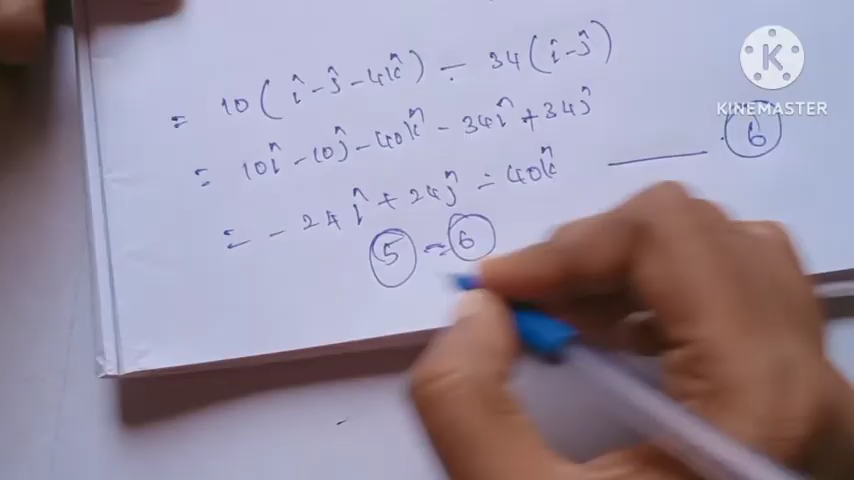 = 10(î - ĵ - 4k̂) - 34(î - ĵ)
= 10î - 10ĵ - 40k̂ - 34î + 34ĵ
= - 24î + 24ĵ - 40k̂ —— 6
5 = 6
K
KINEMASTER